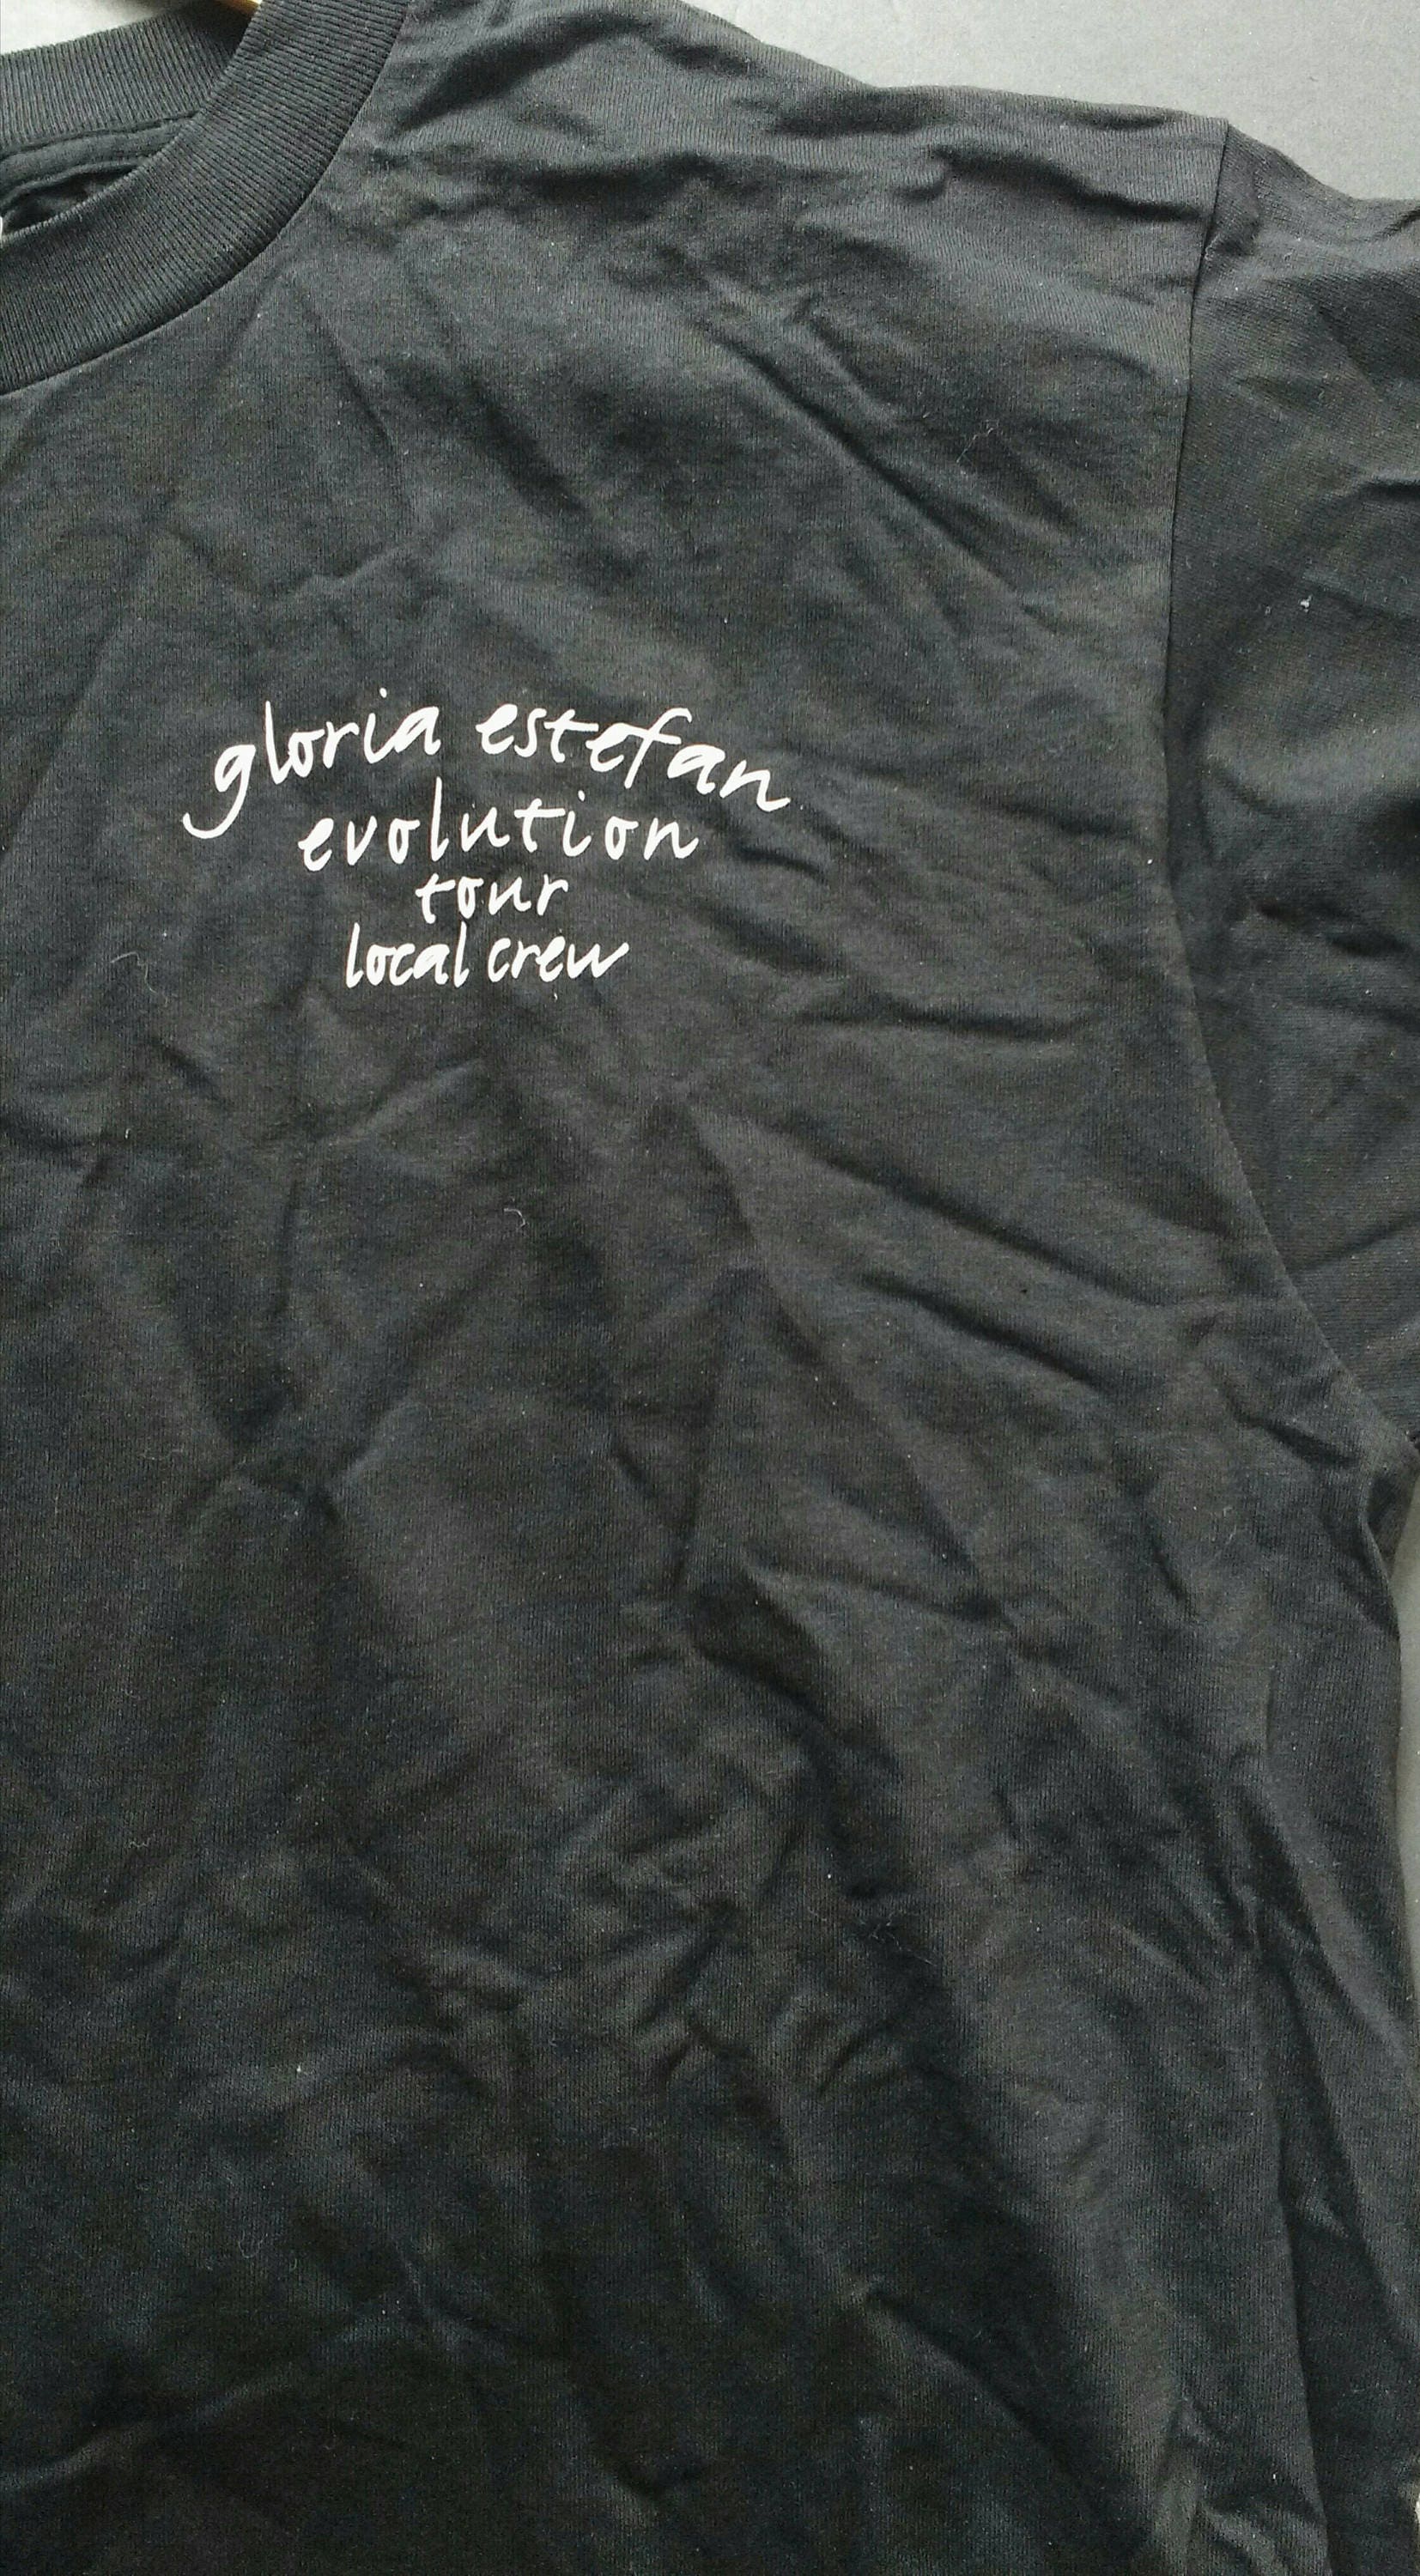 gloria estefan
evolution
tour
local crew